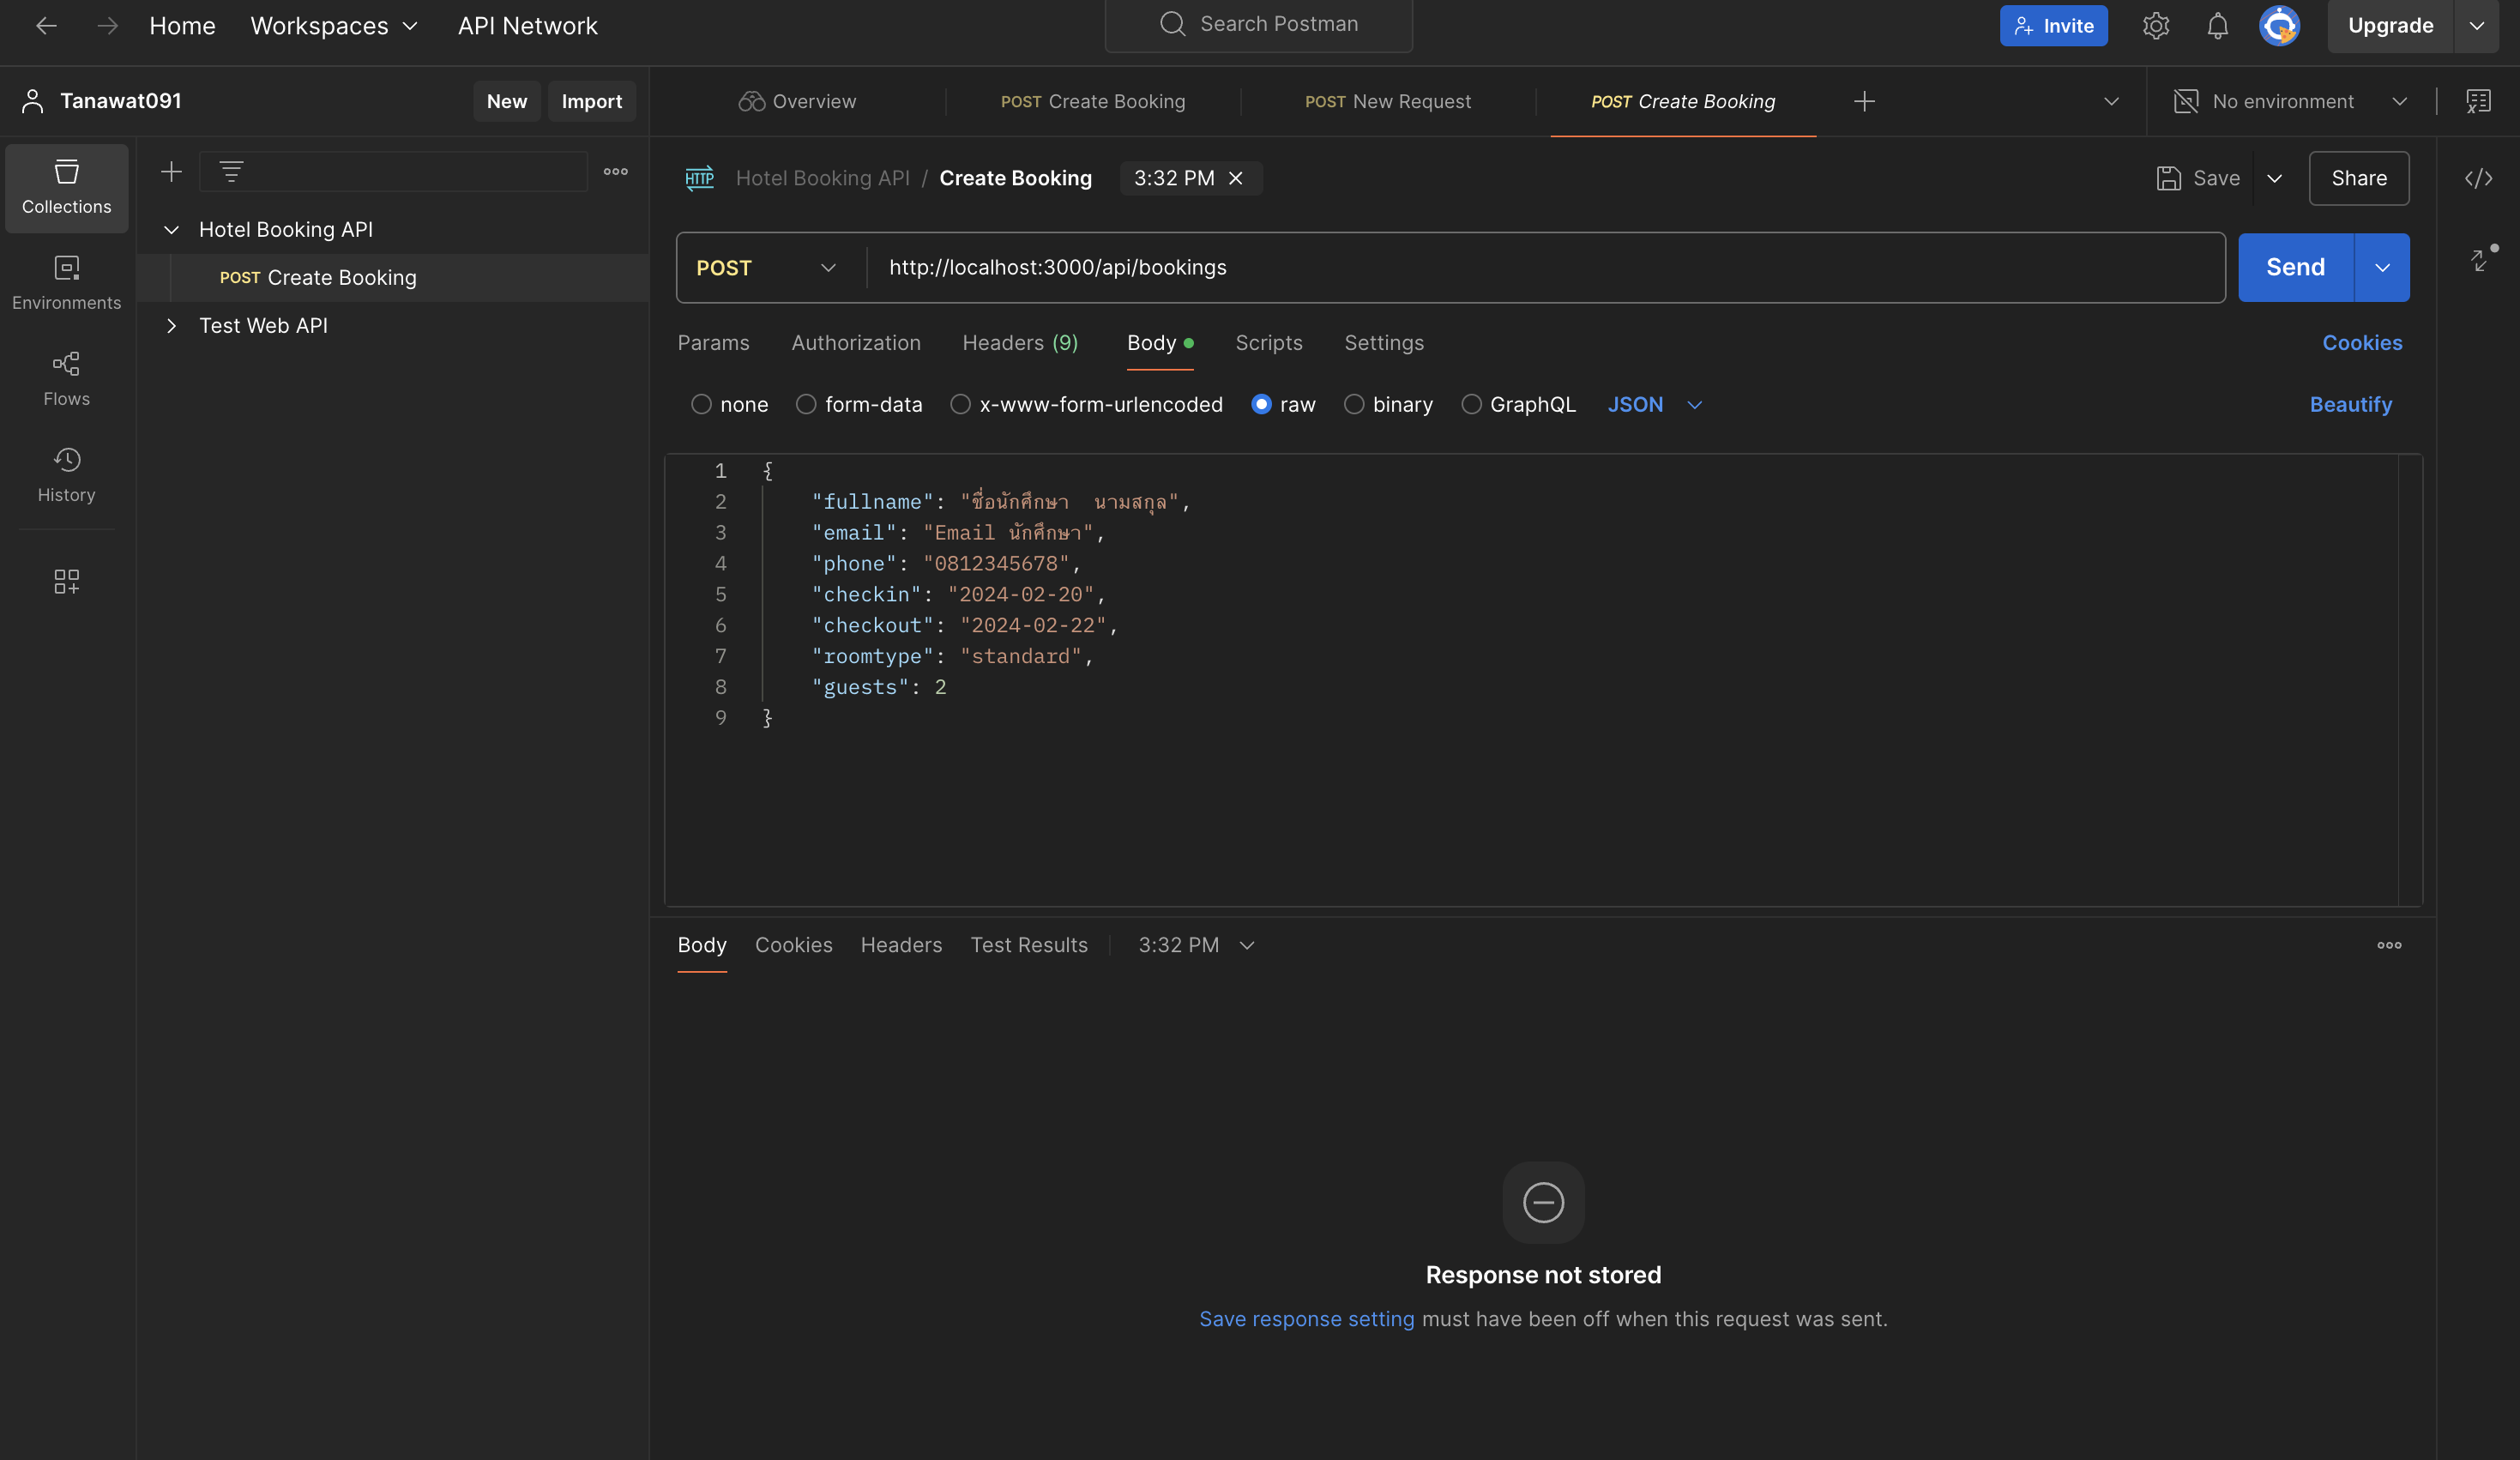 Home Workspaces API Network Search Postman Invite Upgrade
Tanawat091 New Import Overview POST Create Booking POST New Request POST Create Booking No environment
Collections
Environments
Flows
History
Hotel Booking API
POST Create Booking
Test Web API
HTTP Hotel Booking API / Create Booking 3:32 PM Save Share
POST http://localhost:3000/api/bookings Send
Params Authorization Headers (9) Body Scripts Settings Cookies
none form-data x-www-form-urlencoded raw binary GraphQL JSON Beautify
1 {
2 "fullname": "ชื่อนักศึกษา  นามสกุล",
3 "email": "Email นักศึกษา",
4 "phone": "0812345678",
5 "checkin": "2024-02-20",
6 "checkout": "2024-02-22",
7 "roomtype": "standard",
8 "guests": 2
9 }
Body Cookies Headers Test Results 3:32 PM
Response not stored
Save response setting must have been off when this request was sent.